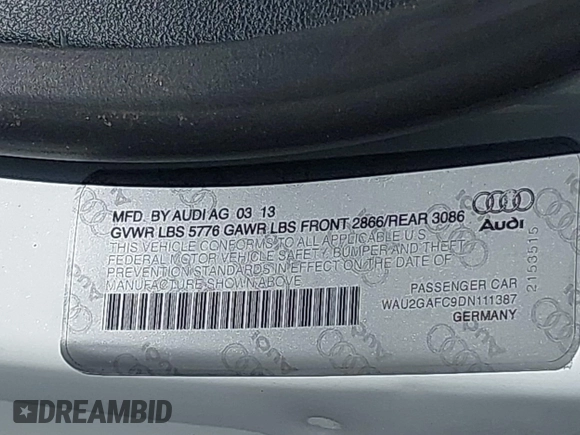 MFD. BY AUDI AG 03 13
GVWR LBS 5776 GAWR LBS FRONT 2866/REAR 3086
THIS VEHICLE CONFORMS TO ALL APPLICABLE U.S.
FEDERAL MOTOR VEHICLE SAFETY / BUMPER AND THEFT
PREVENTION STANDARDS IN EFFECT ON THE DATE OF
MANUFACTURE SHOWN ABOVE
Audi
2153515
PASSENGER CAR
WAU2GAFC9DN111387
GERMANY
DREAMBID